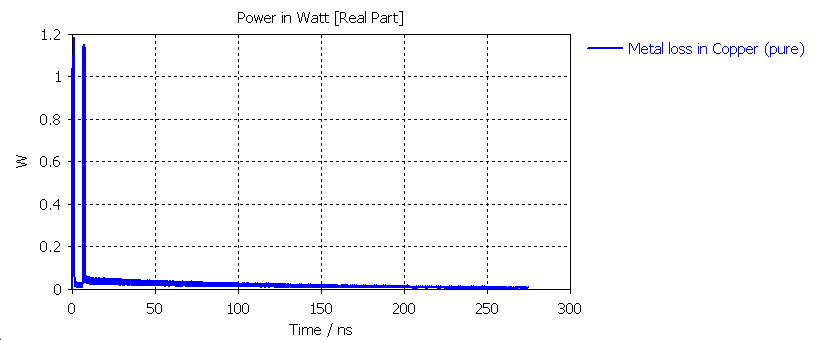 Power in Watt [Real Part]
Metal loss in Copper (pure)
1.2
1
0.8
0.6
0.4
0.2
0
W
0 50 100 150 200 250 300
Time / ns